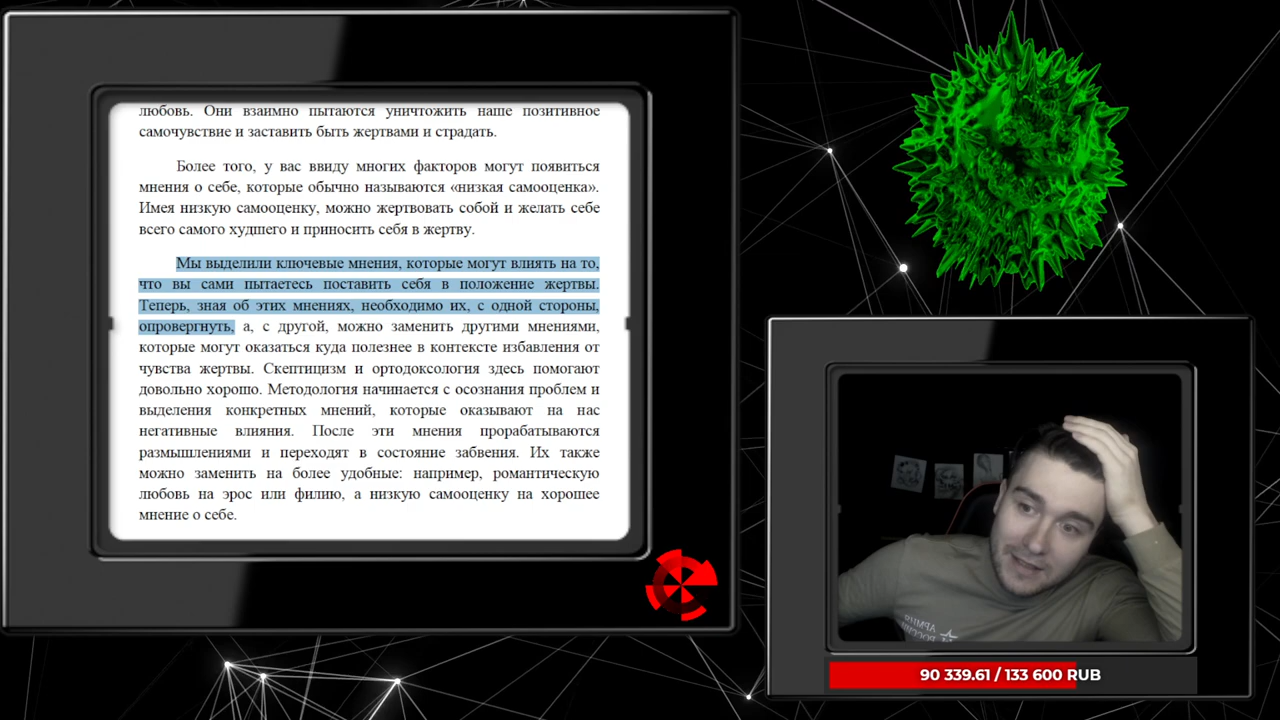 любовь. Они взаимно пытаются уничтожить наше позитивное
самочувствие и заставить быть жертвами и страдать.
Более того, у вас ввиду многих факторов могут появиться
мнения о себе, которые обычно называются «низкая самооценка».
Имея низкую самооценку, можно жертвовать собой и желать себе
всего самого худшего и приносить себя в жертву.
Мы выделили ключевые мнения, которые могут влиять на то,
что вы сами пытаетесь поставить себя в положение жертвы.
Теперь, зная об этих мнениях, необходимо их, с одной стороны,
опровергнуть, а, с другой, можно заменить другими мнениями,
которые могут оказаться куда полезнее в контексте избавления от
чувства жертвы. Скептицизм и ортодоксология здесь помогают
довольно хорошо. Методология начинается с осознания проблем и
выделения конкретных мнений, которые оказывают на нас
негативные влияния. После эти мнения прорабатываются
размышлениями и переходят в состояние забвения. Их также
можно заменить на более удобные: например, романтическую
любовь на эрос или филию, а низкую самооценку на хорошее
мнение о себе.
АРМИЯ
РОССИИ
90 339.61 / 133 600 RUB